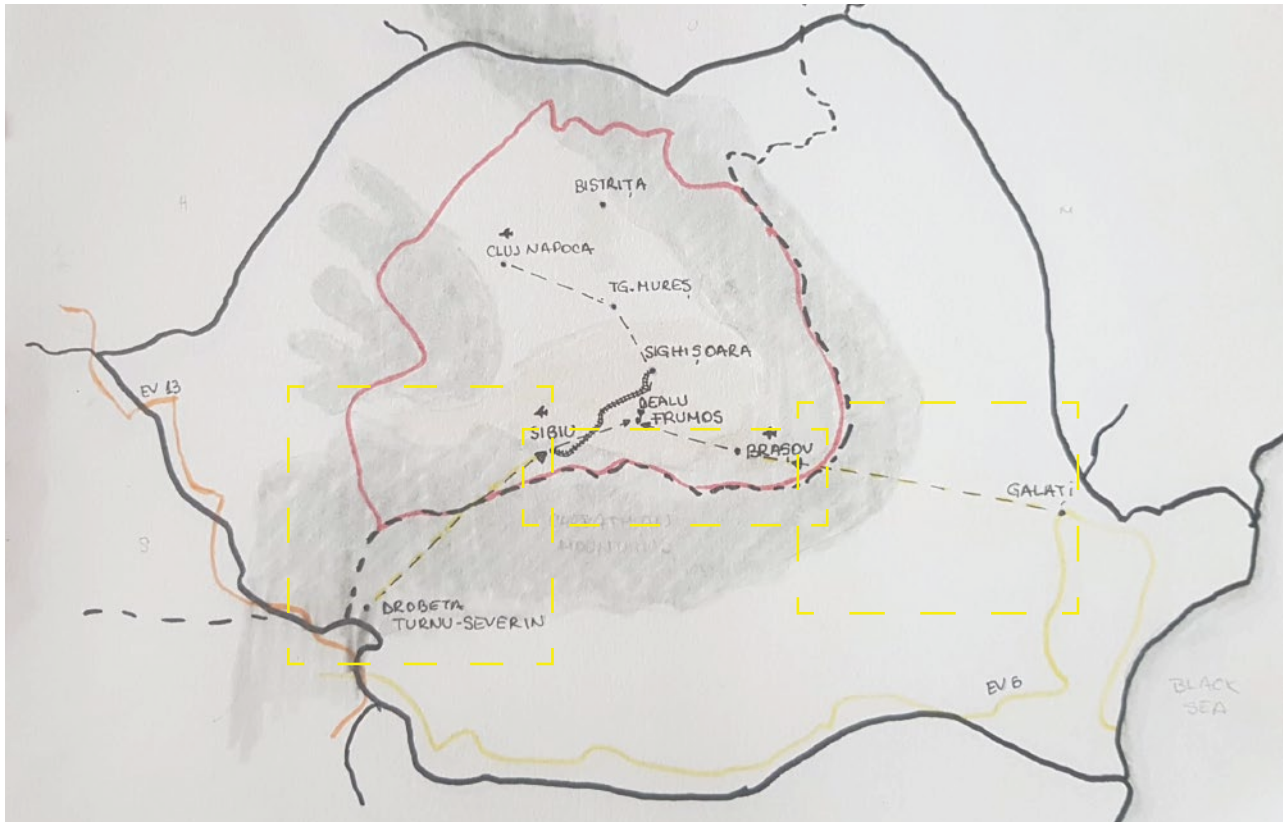 BISTRIȚA
CLUJ NAPOCA
M
TG. MUREȘ
SIGHIȘOARA
EV 13
DEALU
FRUMOS
SIBIU
BRAȘOV
GALAȚI
S
DROBETA
TURNU-SEVERIN
EV 6
BLACK
SEA